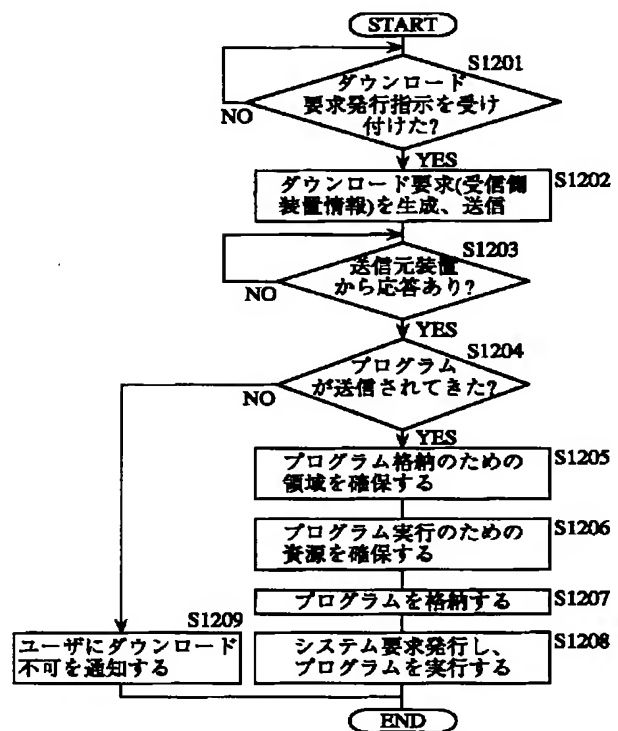 START
S1201
ダウンロード
要求発行指示を受け
付けた?
NO
YES
ダウンロード要求(受信側
装置情報)を生成、送信
S1202
S1203
送信元装置
から応答あり?
NO
YES
S1204
プログラム
が送信されてきた?
NO
YES
プログラム格納のための
領域を確保する
S1205
プログラム実行のための
資源を確保する
S1206
プログラムを格納する
S1207
S1209
ユーザにダウンロード
不可を通知する
システム要求発行し、
プログラムを実行する
S1208
END